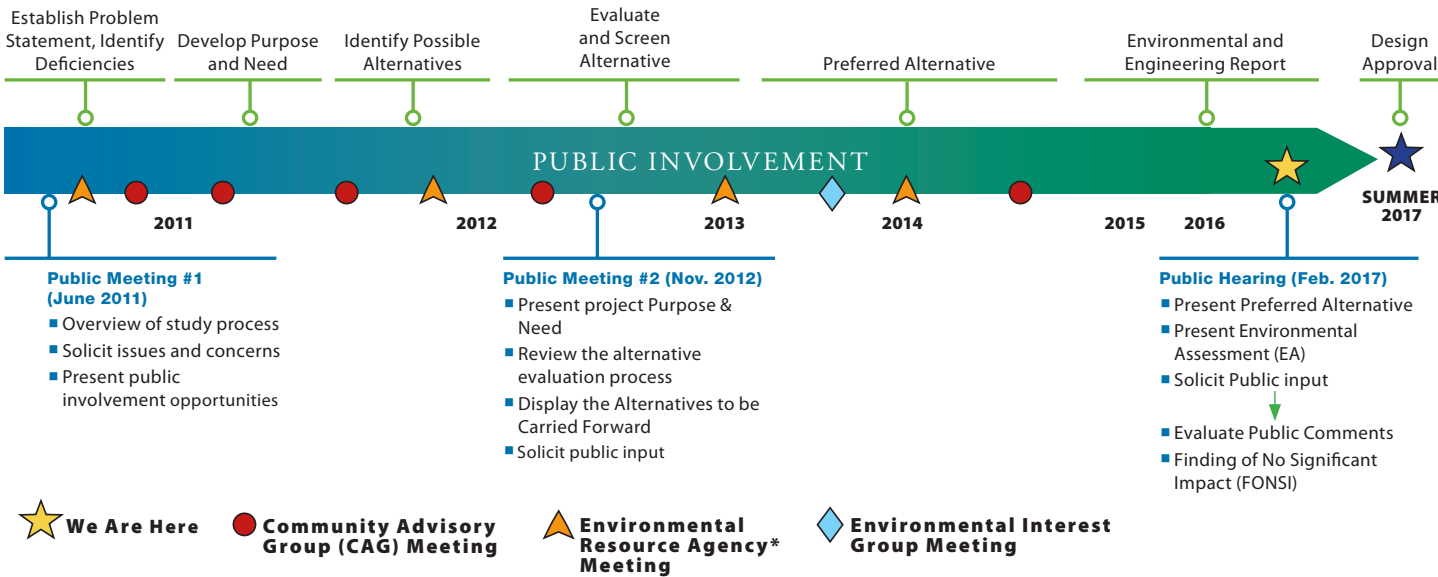 Establish Problem
Statement, Identify
Deficiencies
Develop Purpose
and Need
Identify Possible
Alternatives
Evaluate
and Screen
Alternative
Preferred Alternative
Environmental and
Engineering Report
Design
Approval
PUBLIC INVOLVEMENT
2011
2012
2013
2014
2015
2016
SUMMER
2017
Public Meeting #1
(June 2011)
Overview of study process
Solicit issues and concerns
Present public
involvement opportunities
Public Meeting #2 (Nov. 2012)
Present project Purpose &
Need
Review the alternative
evaluation process
Display the Alternatives to be
Carried Forward
Solicit public input
Public Hearing (Feb. 2017)
Present Preferred Alternative
Present Environmental
Assessment (EA)
Solicit Public input
Evaluate Public Comments
Finding of No Significant
Impact (FONSI)
We Are Here
Community Advisory
Group (CAG) Meeting
Environmental
Resource Agency*
Meeting
Environmental Interest
Group Meeting